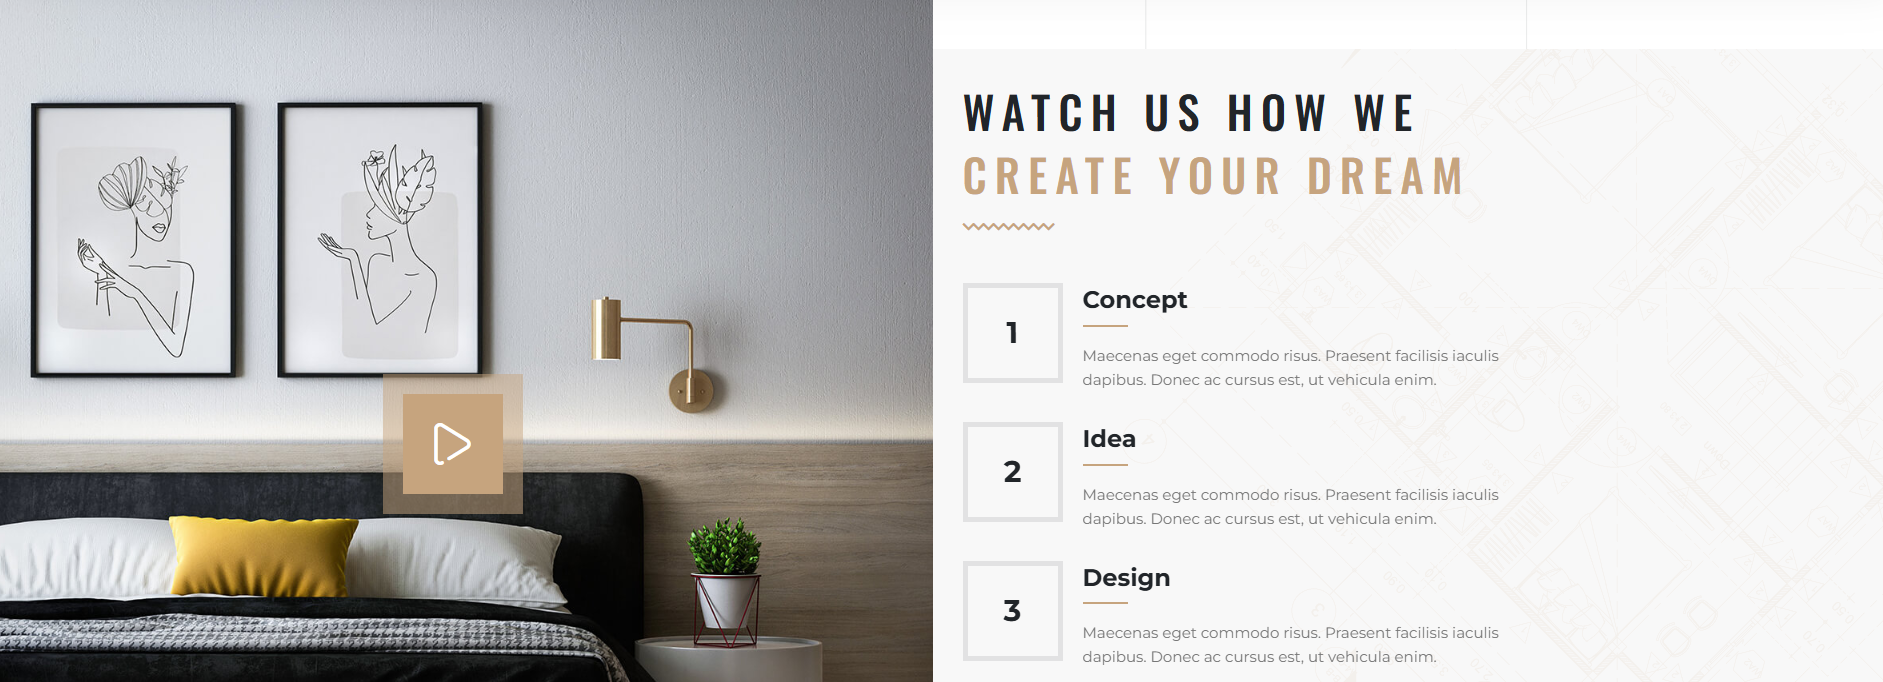 WATCH US HOW WE
CREATE YOUR DREAM
1
Concept
Maecenas eget commodo risus. Praesent facilisis iaculis
dapibus. Donec ac cursus est, ut vehicula enim.
2
Idea
Maecenas eget commodo risus. Praesent facilisis iaculis
dapibus. Donec ac cursus est, ut vehicula enim.
3
Design
Maecenas eget commodo risus. Praesent facilisis iaculis
dapibus. Donec ac cursus est, ut vehicula enim.